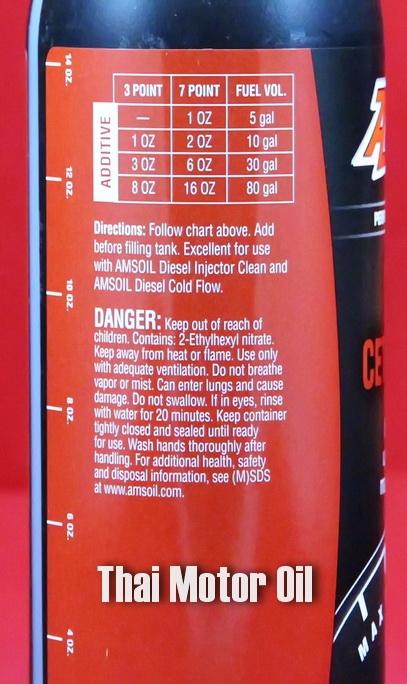 14 OZ.
12 OZ.
10 OZ.
8 OZ.
6 OZ.
4 OZ.
ADDITIVE
3 POINT 7 POINT FUEL VOL.
— 1 OZ 5 gal
1 OZ 2 OZ 10 gal
3 OZ 6 OZ 30 gal
8 OZ 16 OZ 80 gal
Directions: Follow chart above. Add
before filling tank. Excellent for use
with AMSOIL Diesel Injector Clean and
AMSOIL Diesel Cold Flow.
DANGER: Keep out of reach of
children. Contains: 2-Ethylhexyl nitrate.
Keep away from heat or flame. Use only
with adequate ventilation. Do not breathe
vapor or mist. Can enter lungs and cause
damage. Do not swallow. If in eyes, rinse
with water for 20 minutes. Keep container
tightly closed and sealed until ready
for use. Wash hands thoroughly after
handling. For additional health, safety
and disposal information, see (M)SDS
at www.amsoil.com.
Thai Motor Oil